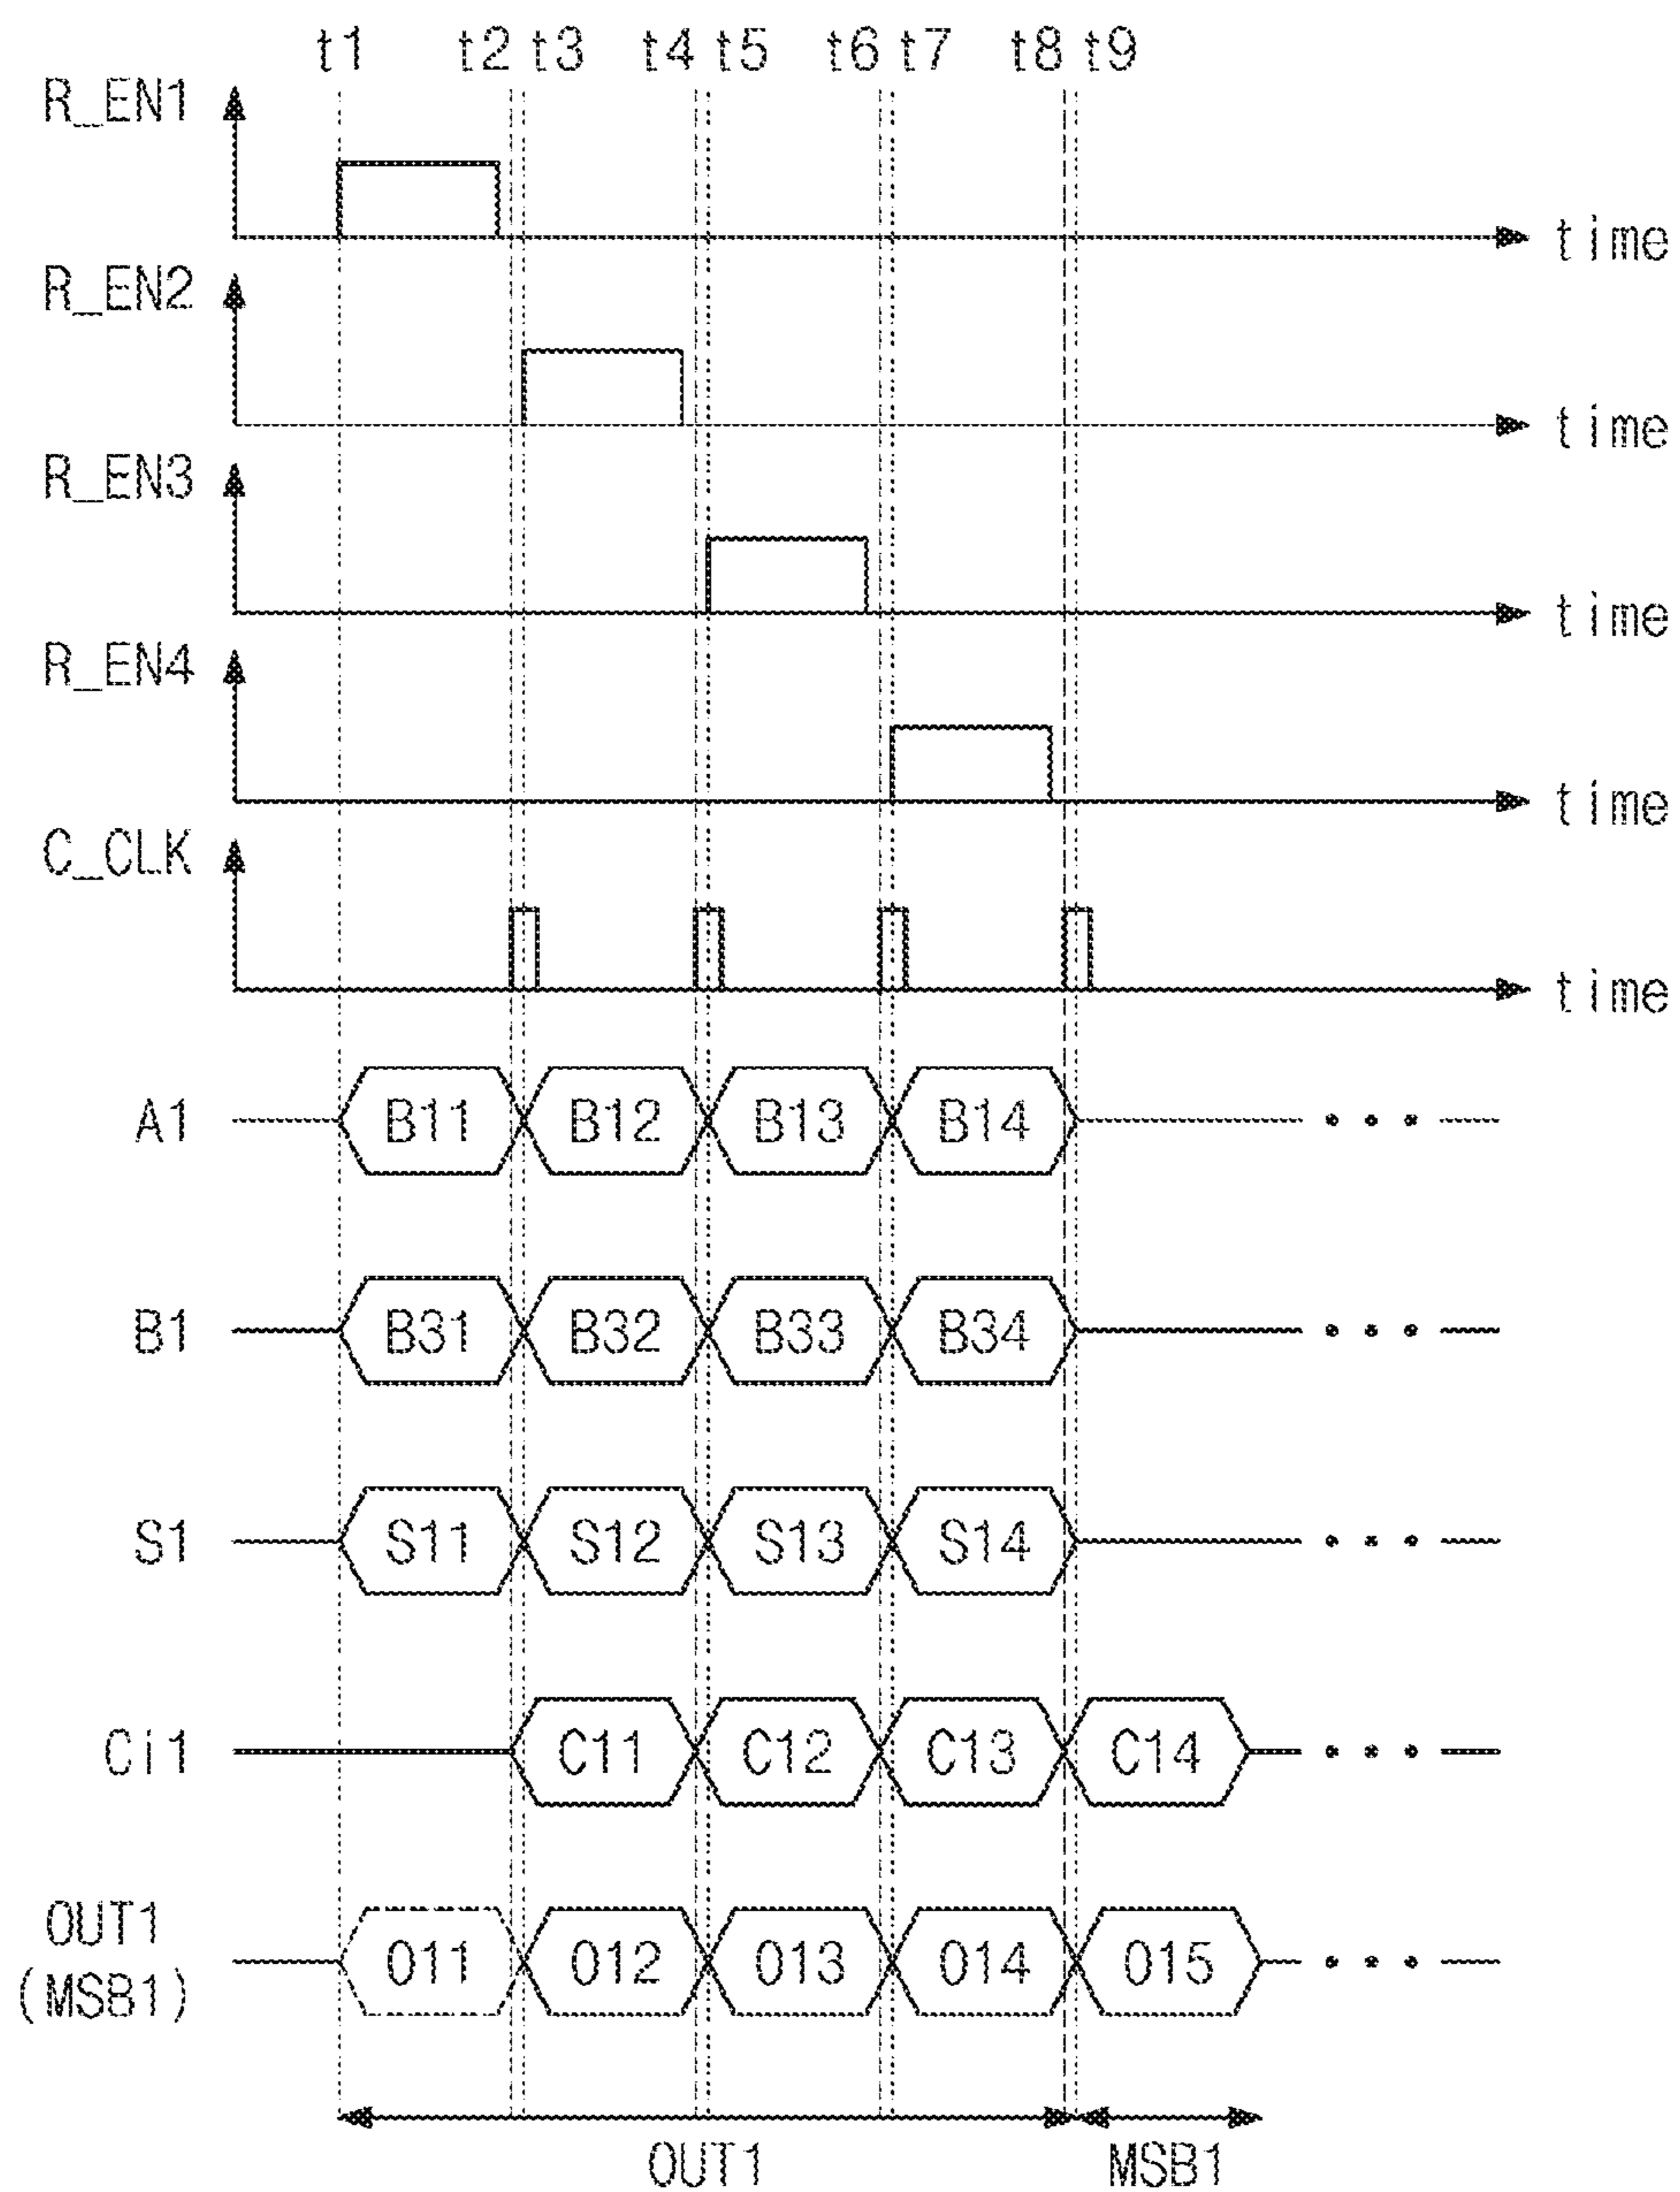 t1 t2 t3 t4 t5 t6 t7 t8 t9
R_EN1
time
R_EN2
time
R_EN3
time
R_EN4
time
C_CLK
time
A1 B11 B12 B13 B14
B1 B31 B32 B33 B34
S1 S11 S12 S13 S14
Ci1 C11 C12 C13 C14
OUT1
(MSB1)
O11 O12 O13 O14 O15
OUT1 MSB1